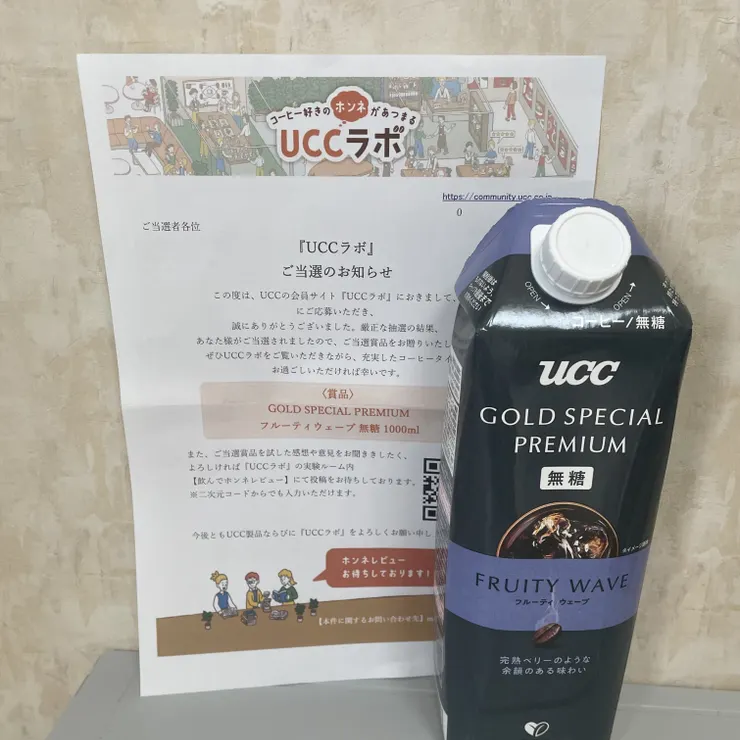 コーヒー好きのホンネがあつまる
UCCラボ
https://community.ucc.co.jp
0
ご当選者各位
『UCCラボ』
ご当選のお知らせ
この度は、UCCの会員サイト『UCCラボ』におきまして、
にご応募いただき、
誠にありがとうございました。厳正な抽選の結果、
あなた様がご当選されましたので、ご当選賞品をお贈りいたし
ぜひUCCラボをご覧いただきながら、充実したコーヒータイ
お過ごしいただければ幸いです。
〈賞品〉
GOLD SPECIAL PREMIUM
フルーティウェーブ 無糖 1000ml
また、ご当選賞品を試した感想や意見をお聞きしたく、
よろしければ『UCCラボ』の実験ルーム内
【飲んでホンネレビュー】にて投稿をお待ちしております。
※二次元コードからでも入力いただけます。
今後ともUCC製品ならびに『UCCラボ』をよろしくお願い申し
ホンネレビュー
お待ちしております!
【本件に関するお問い合わせ先】
OPEN
OPEN
コーヒー/無糖
UCC
GOLD SPECIAL
PREMIUM
無糖
FRUITY WAVE
フルーティ ウェーブ
完熟ベリーのような
余韻のある味わい